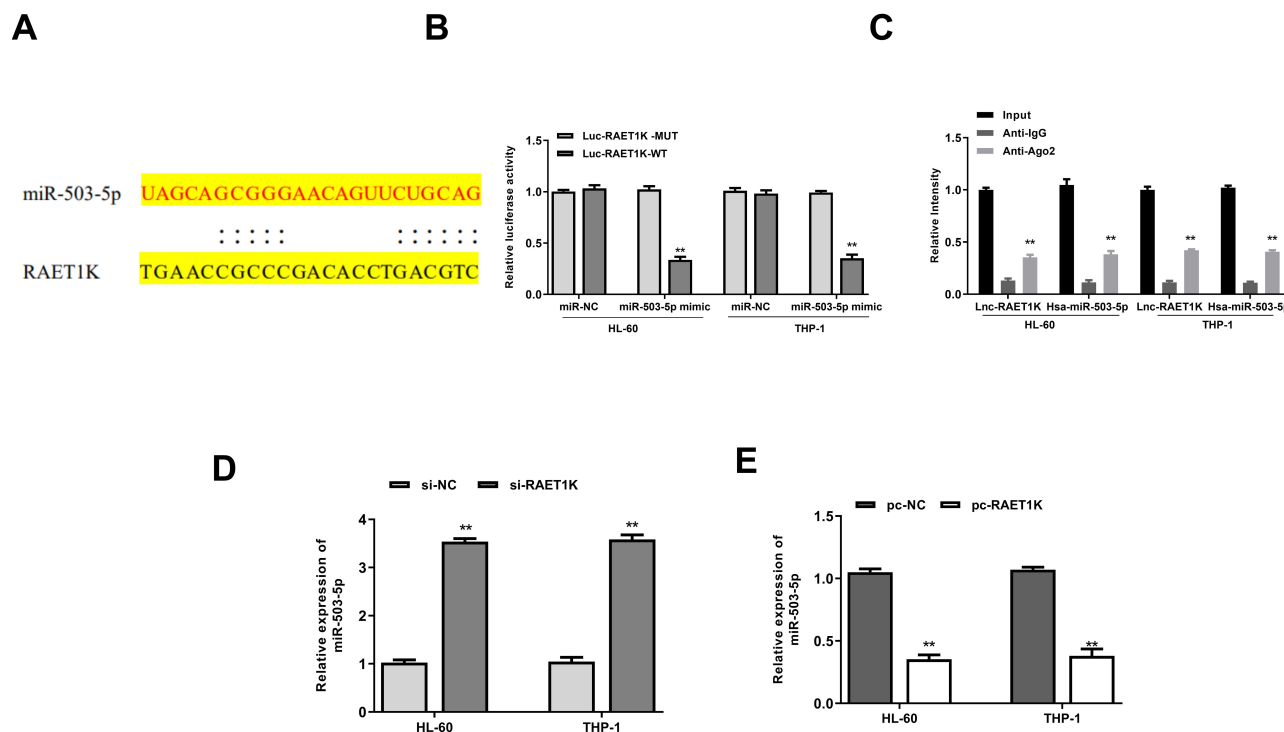 A
miR-503-5p UAGCAGCGGGAACAGUUCUGCAG
: : : : : : : : : : :
RAET1K TGAACCGCCCGACACCTGACGTC
B
Luc-RAET1K -MUT
Luc-RAET1K-WT
Relative luciferase activity
1.5
1.0
0.5
0.0
**
**
miR-NC miR-503-5p mimic miR-NC miR-503-5p mimic
HL-60 THP-1
C
Input
Anti-IgG
Anti-Ago2
Relative Intensity
1.5
1.0
0.5
0.0
** ** ** **
Lnc-RAET1K Hsa-miR-503-5p Lnc-RAET1K Hsa-miR-503-5p
HL-60 THP-1
D
si-NC si-RAET1K
Relative expression of
miR-503-5p
4
3
2
1
0
** **
HL-60 THP-1
E
pc-NC pc-RAET1K
Relative expression of
miR-503-5p
1.5
1.0
0.5
0.0
** **
HL-60 THP-1